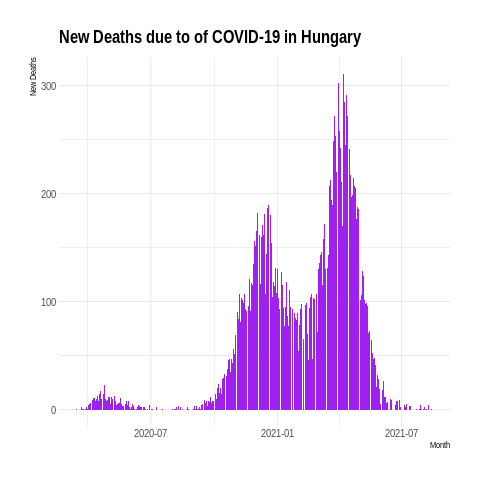 New Deaths due to of COVID-19 in Hungary
New Deaths
300
200
100
0
2020-07
2021-01
2021-07
Month